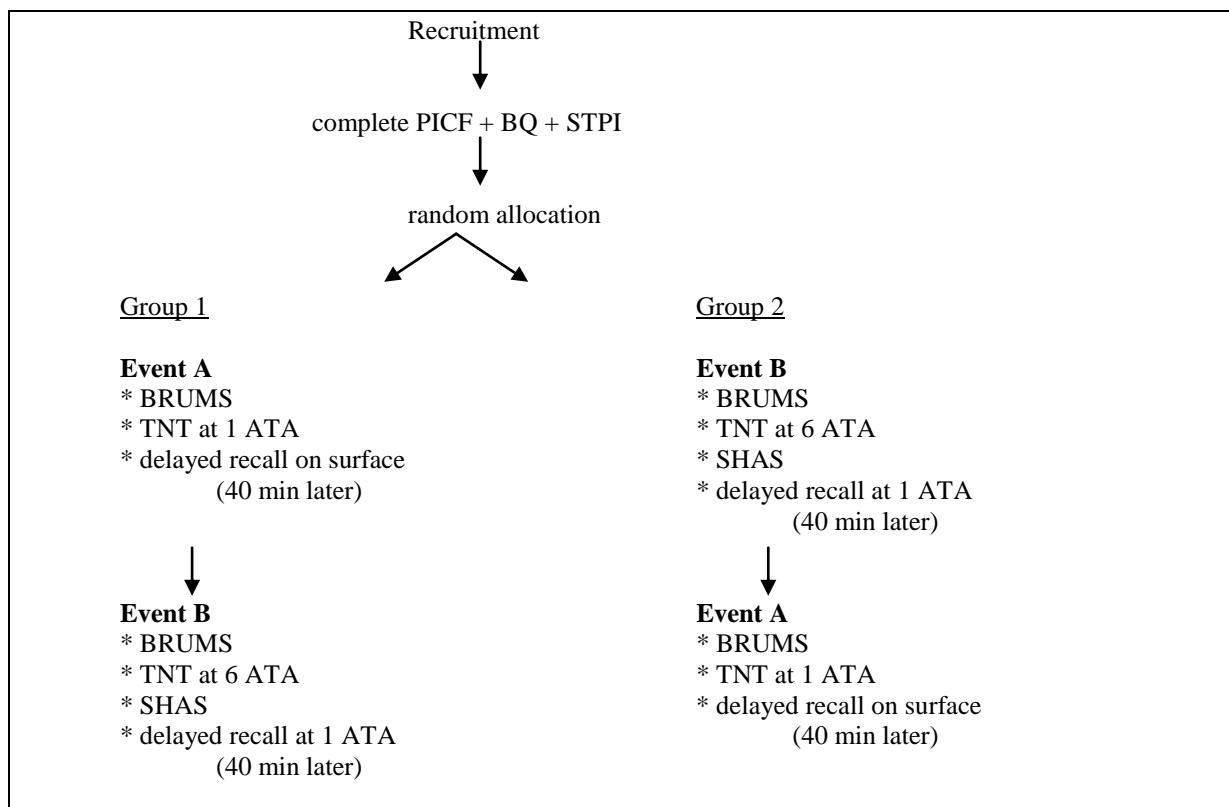 Recruitment
complete PICF + BQ + STPI
random allocation
Group 1
Event A
* BRUMS
* TNT at 1 ATA
* delayed recall on surface
(40 min later)
Event B
* BRUMS
* TNT at 6 ATA
* SHAS
* delayed recall at 1 ATA
(40 min later)
Group 2
Event B
* BRUMS
* TNT at 6 ATA
* SHAS
* delayed recall at 1 ATA
(40 min later)
Event A
* BRUMS
* TNT at 1 ATA
* delayed recall on surface
(40 min later)